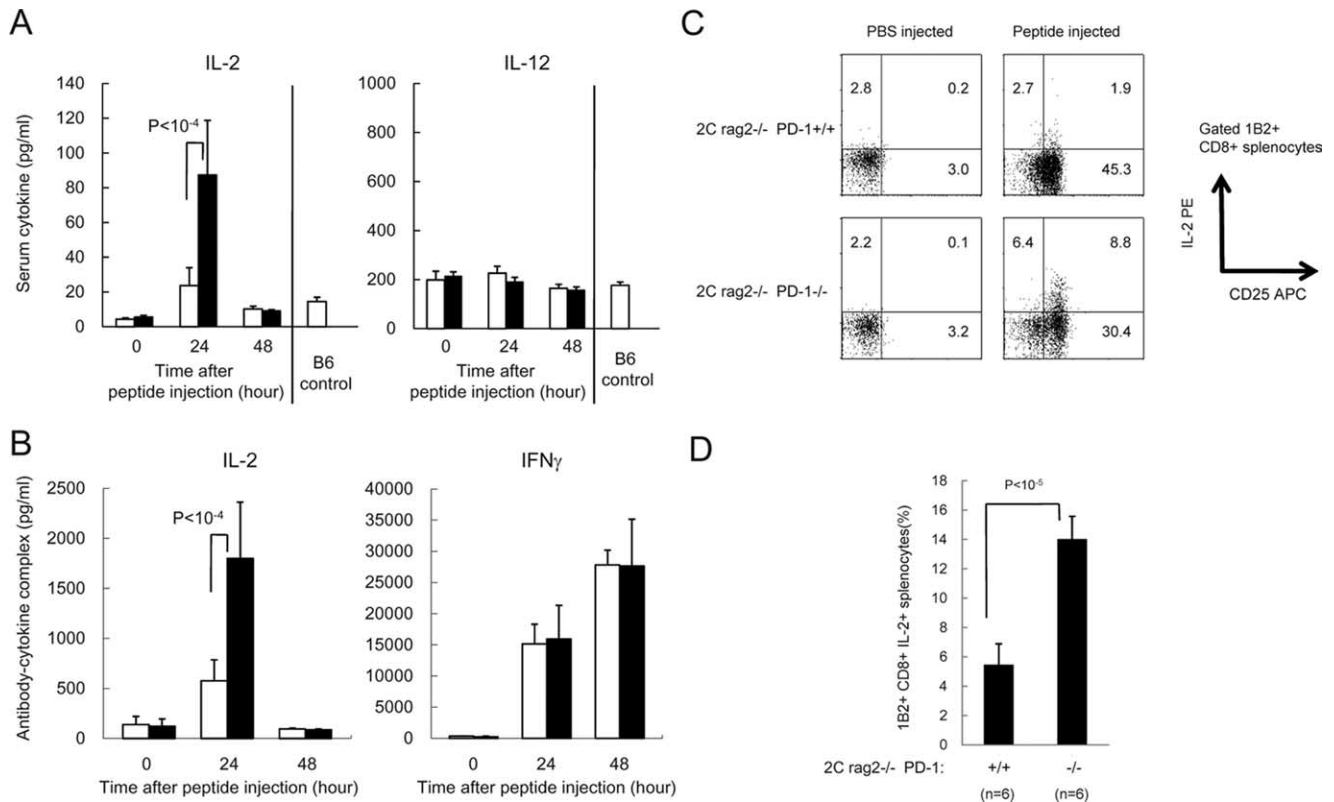 A
IL-2
IL-12
Serum cytokine (pg/ml)
140
120
100
80
60
40
20
0
P<10-4
0
24
48
Time after
peptide injection (hour)
B6
control
1000
800
600
400
200
0
0
24
48
Time after
peptide injection (hour)
B6
control
B
IL-2
IFNγ
Antibody-cytokine complex (pg/ml)
2500
2000
1500
1000
500
0
P<10-4
0
24
48
Time after peptide injection (hour)
40000
35000
30000
25000
20000
15000
10000
5000
0
0
24
48
Time after peptide injection (hour)
C
PBS injected
Peptide injected
2C rag2-/- PD-1+/+
2.8
0.2
3.0
2.7
1.9
45.3
2C rag2-/- PD-1-/-
2.2
0.1
3.2
6.4
8.8
30.4
Gated 1B2+
CD8+ splenocytes
IL-2 PE
CD25 APC
D
1B2+ CD8+ IL-2+ splenocytes(%)
18
16
14
12
10
8
6
4
2
0
P<10-5
2C rag2-/- PD-1:
+/+
-/-
(n=6)
(n=6)